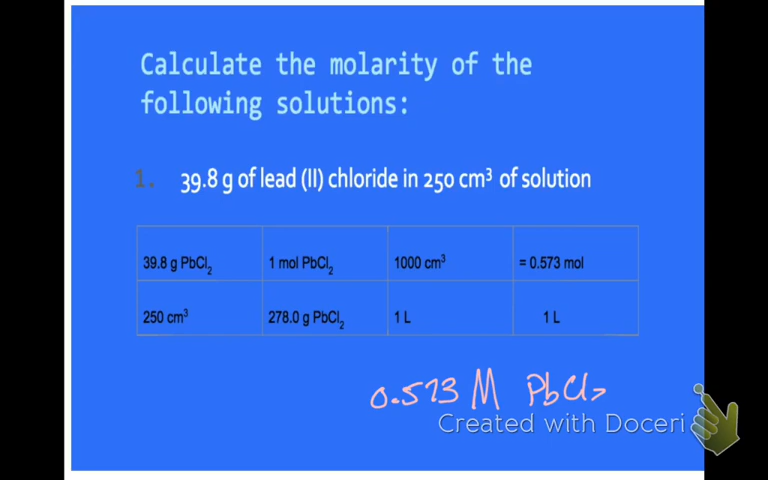 Calculate the molarity of the
following solutions:
1. 39.8 g of lead (II) chloride in 250 cm³ of solution
39.8 g PbCl₂ 1 mol PbCl₂ 1000 cm³ = 0.573 mol
250 cm³ 278.0 g PbCl₂ 1 L 1 L
0.573 M PbCl₂
Created with Doceri